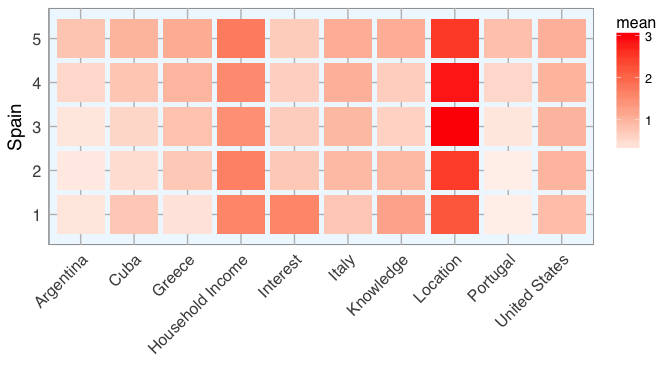 mean
3
2
1
Spain
5
4
3
2
1
Argentina
Cuba
Greece
Household Income
Interest
Italy
Knowledge
Location
Portugal
United States